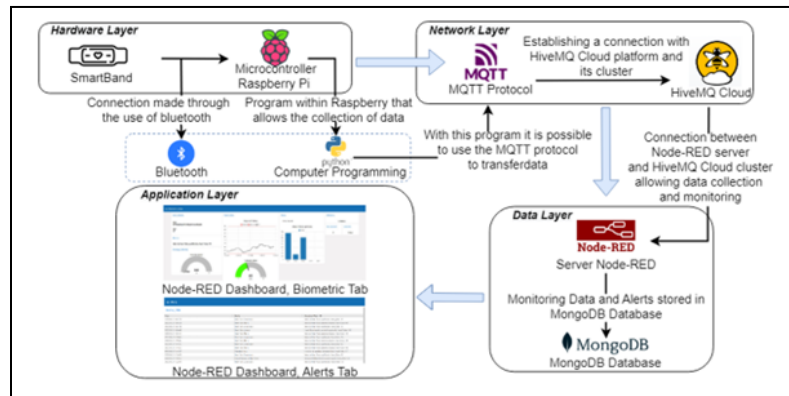 Hardware Layer
SmartBand
Microcontroller
Raspberry Pi
Connection made through
the use of bluetooth
Program within Raspberry that
allows the collection of data
Bluetooth
python
Computer Programming
Network Layer
MQTT
MQTT Protocol
Establishing a connection with
HiveMQ Cloud platform and
its cluster
HiveMQ Cloud
With this program it is possible
to use the MQTT protocol
to transferdata
Connection between
Node-RED server
and HiveMQ Cloud cluster
allowing data collection
and monitoring
Application Layer
Node-RED Dashboard, Biometric Tab
Node-RED Dashboard, Alerts Tab
Data Layer
Node-RED
Server Node-RED
Monitoring Data and Alerts stored in
MongoDB Database
MongoDB
MongoDB Database